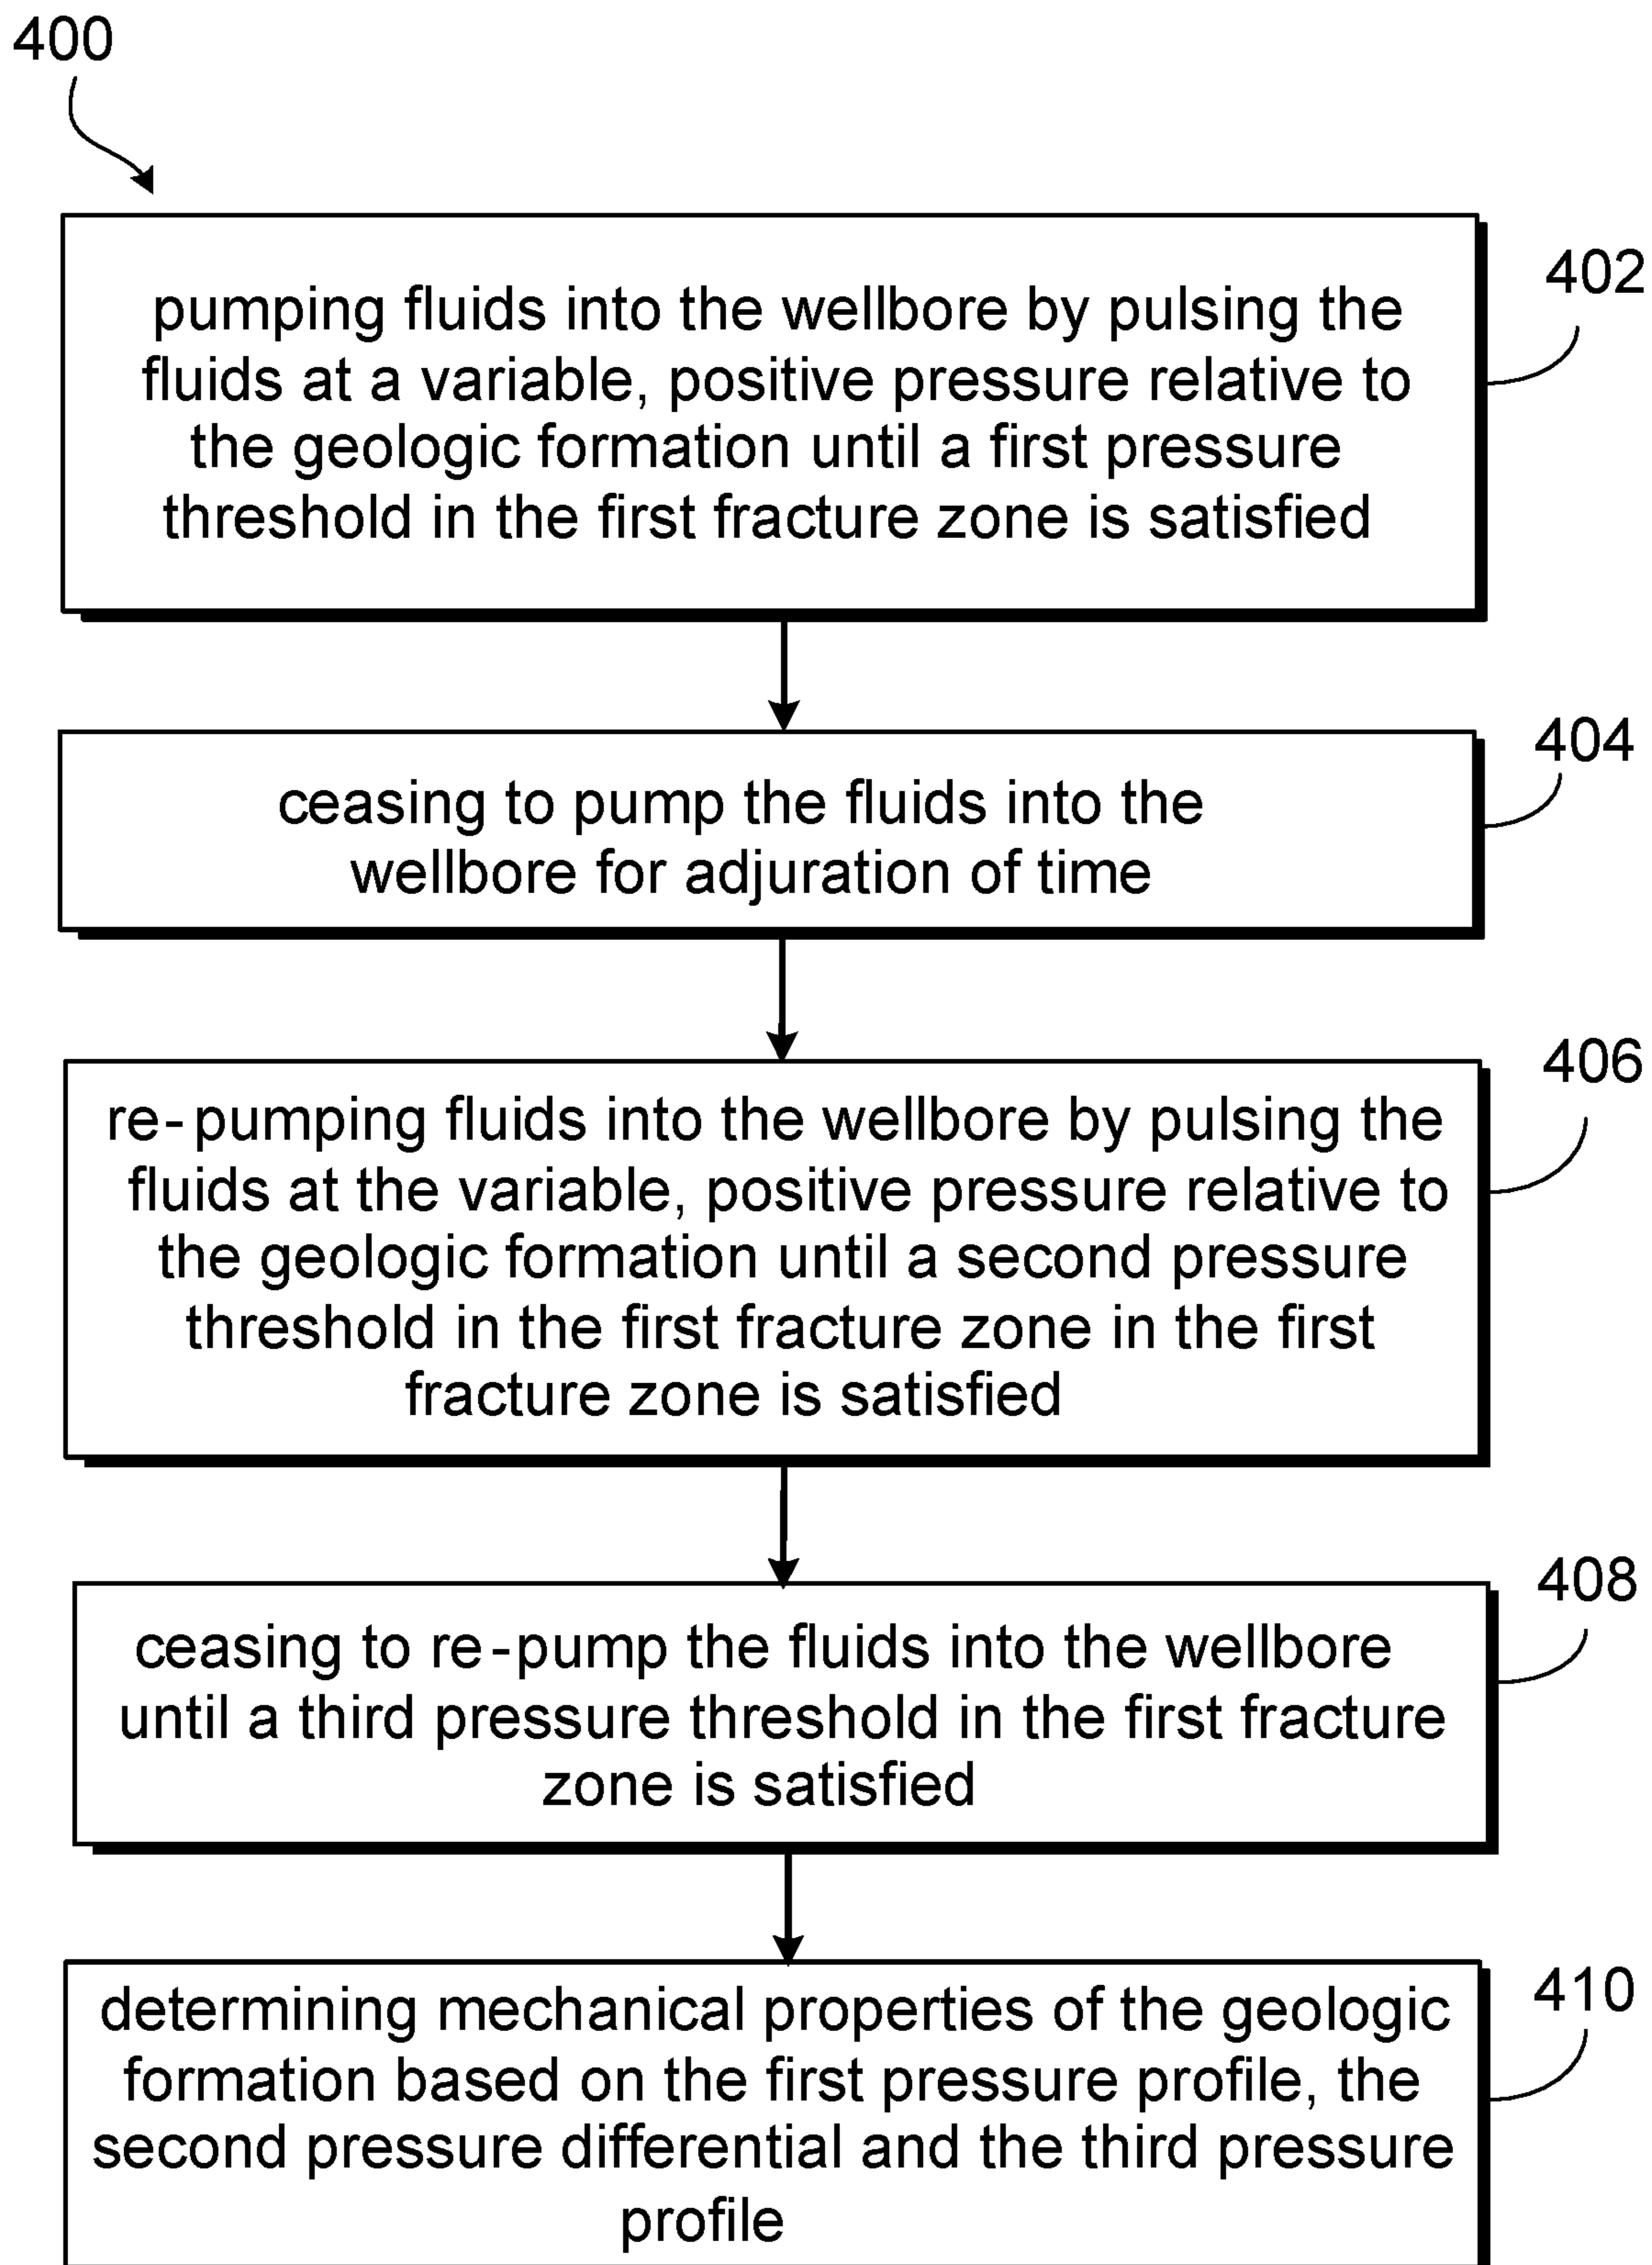 400
pumping fluids into the wellbore by pulsing the
fluids at a variable, positive pressure relative to
the geologic formation until a first pressure
threshold in the first fracture zone is satisfied
402
ceasing to pump the fluids into the
wellbore for adjuration of time
404
re-pumping fluids into the wellbore by pulsing the
fluids at the variable, positive pressure relative to
the geologic formation until a second pressure
threshold in the first fracture zone in the first
fracture zone is satisfied
406
ceasing to re-pump the fluids into the wellbore
until a third pressure threshold in the first fracture
zone is satisfied
408
determining mechanical properties of the geologic
formation based on the first pressure profile, the
second pressure differential and the third pressure
profile
410